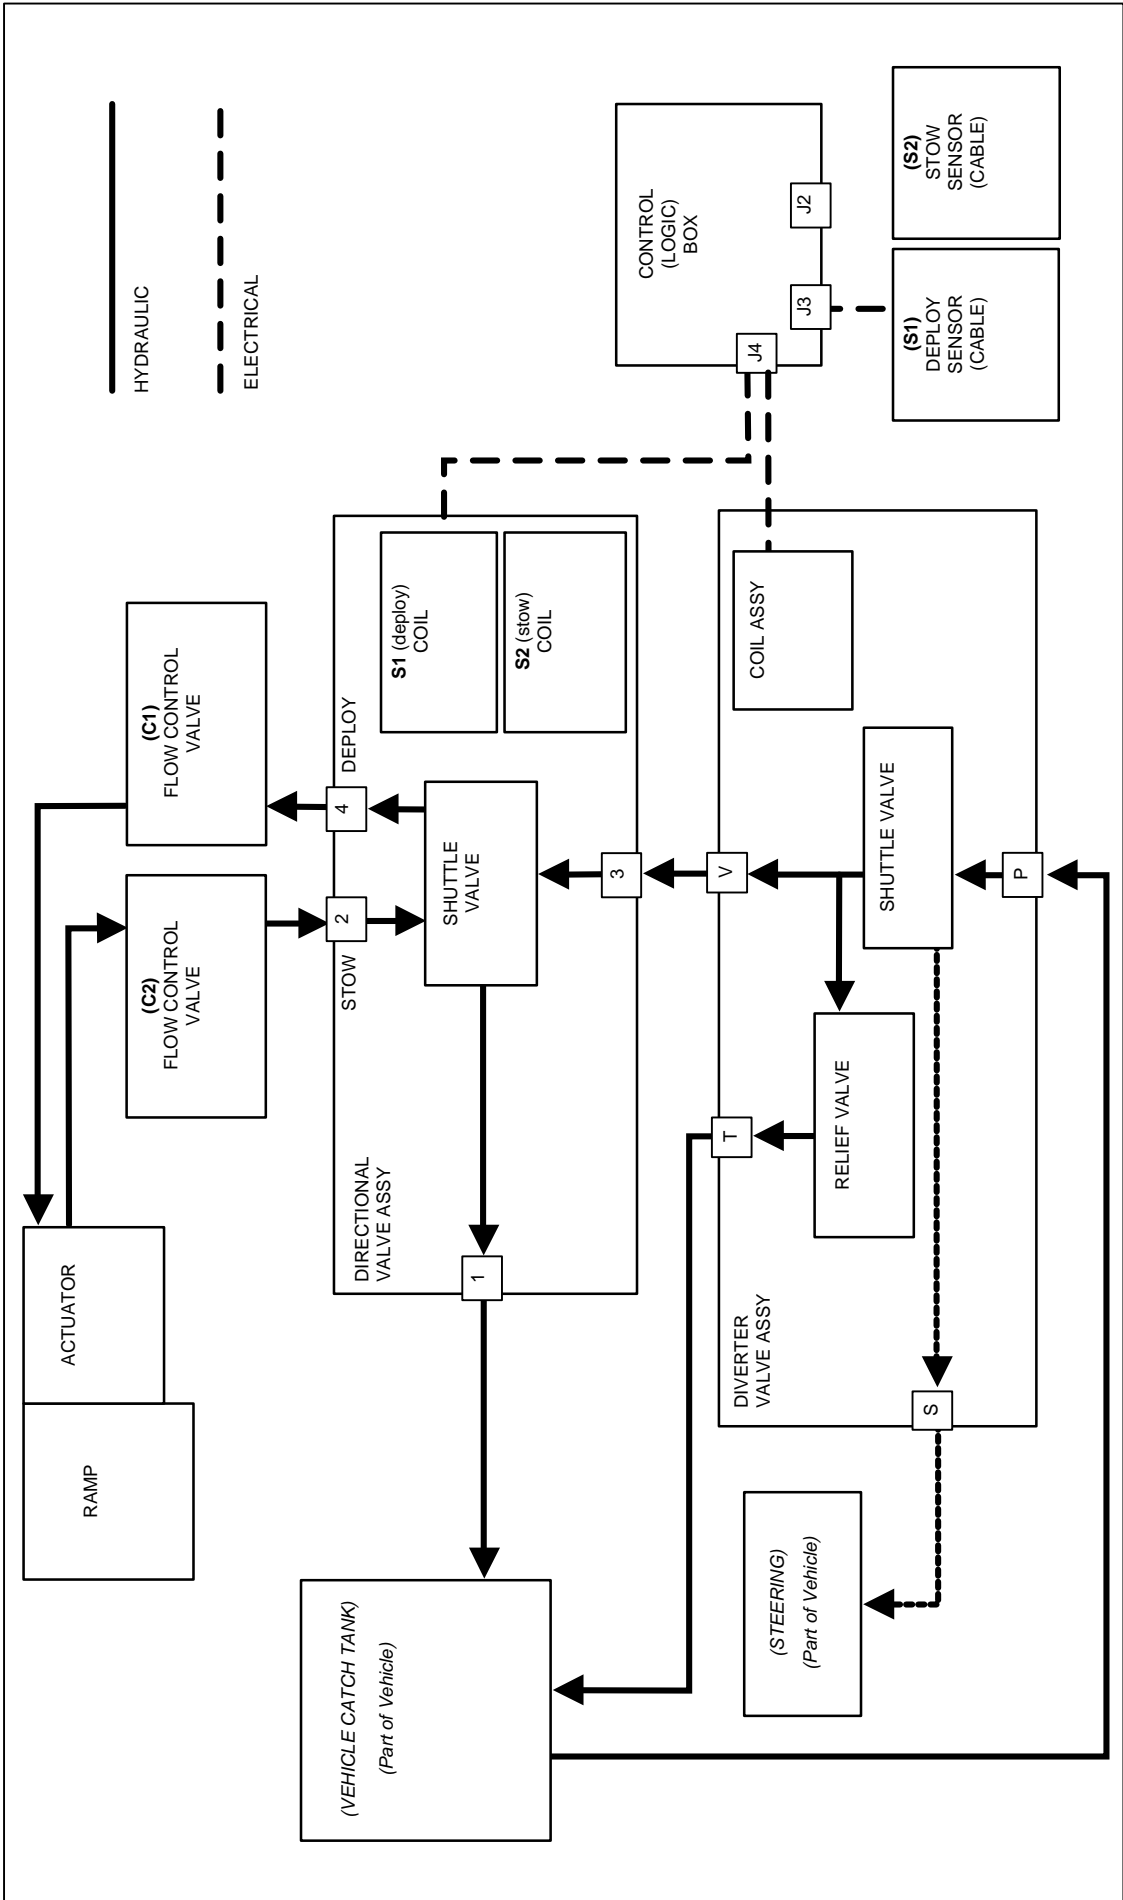 RAMP
ACTUATOR
(C2)
FLOW CONTROL
VALVE
(C1)
FLOW CONTROL
VALVE
HYDRAULIC
ELECTRICAL
(VEHICLE CATCH TANK)
(Part of Vehicle)
DIRECTIONAL
VALVE ASSY
STOW
2
4
DEPLOY
1
SHUTTLE
VALVE
S1 (deploy)
COIL
S2 (stow)
COIL
3
CONTROL
(LOGIC)
BOX
J4
J3
J2
(STEERING)
(Part of Vehicle)
DIVERTER
VALVE ASSY
T
V
COIL ASSY
RELIEF VALVE
SHUTTLE VALVE
S
P
(S1)
DEPLOY
SENSOR
(CABLE)
(S2)
STOW
SENSOR
(CABLE)